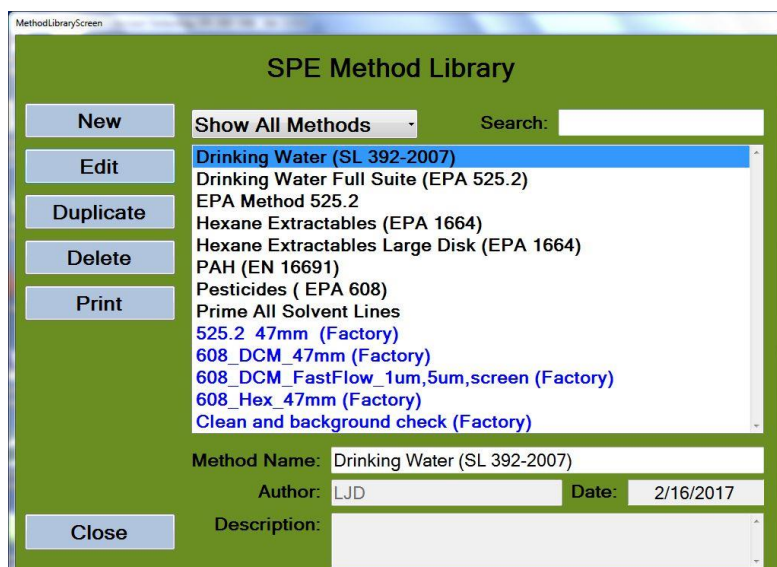 MethodLibraryScreen
SPE Method Library
New
Edit
Duplicate
Delete
Print
Close
Show All Methods
Search:
Drinking Water (SL 392-2007)
Drinking Water Full Suite (EPA 525.2)
EPA Method 525.2
Hexane Extractables (EPA 1664)
Hexane Extractables Large Disk (EPA 1664)
PAH (EN 16691)
Pesticides ( EPA 608)
Prime All Solvent Lines
525.2  47mm  (Factory)
608_DCM_47mm (Factory)
608_DCM_FastFlow_1um,5um,screen (Factory)
608_Hex_47mm (Factory)
Clean and background check (Factory)
Method Name: Drinking Water (SL 392-2007)
Author: LJD Date: 2/16/2017
Description: